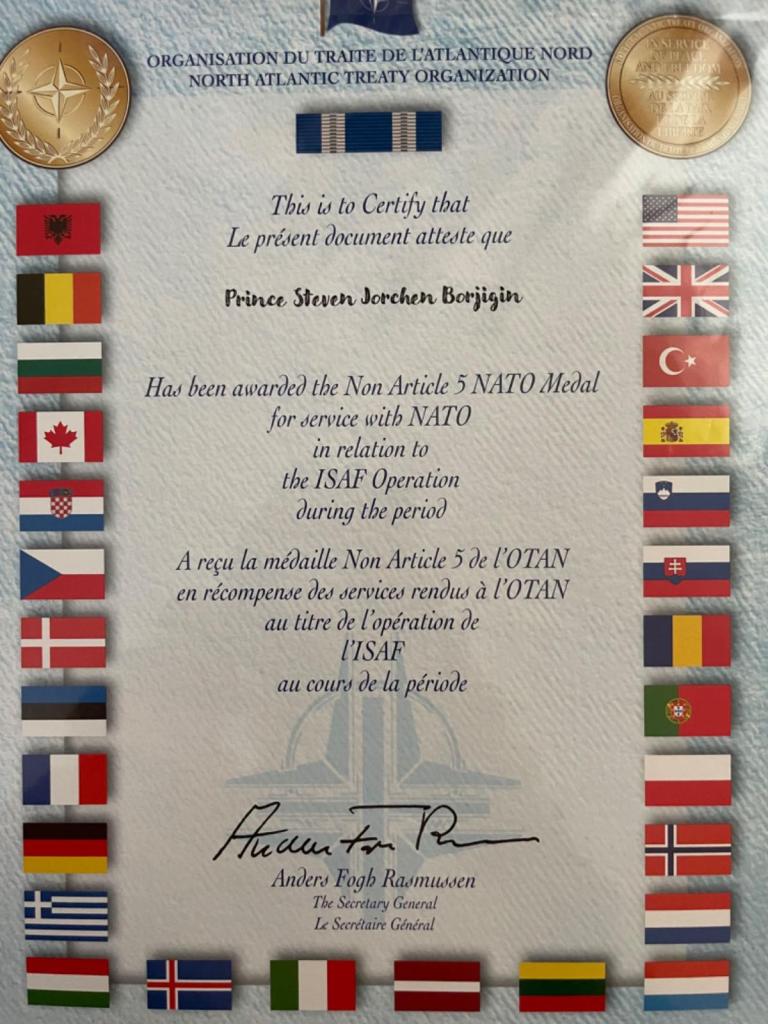 ORGANISATION DU TRAITE DE L'ATLANTIQUE NORD
NORTH ATLANTIC TREATY ORGANIZATION
This is to Certify that
Le présent document atteste que
Prince Steven Jorchen Borjigin
Has been awarded the Non Article 5 NATO Medal
for service with NATO
in relation to
the ISAF Operation
during the period
A reçu la médaille Non Article 5 de l'OTAN
en récompense des services rendus à l'OTAN
au titre de l'opération de
l'ISAF
au cours de la période
Anders Fogh Rasmussen
The Secretary General
Le Secrétaire Général